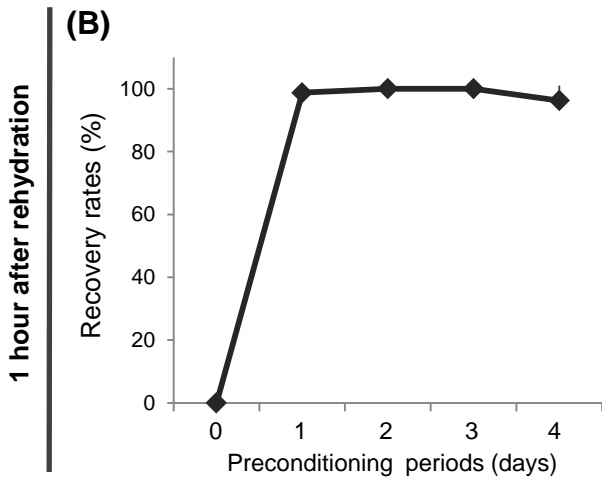 (B)
1 hour after rehydration
Recovery rates (%)
100
80
60
40
20
0
0 1 2 3 4
Preconditioning periods (days)